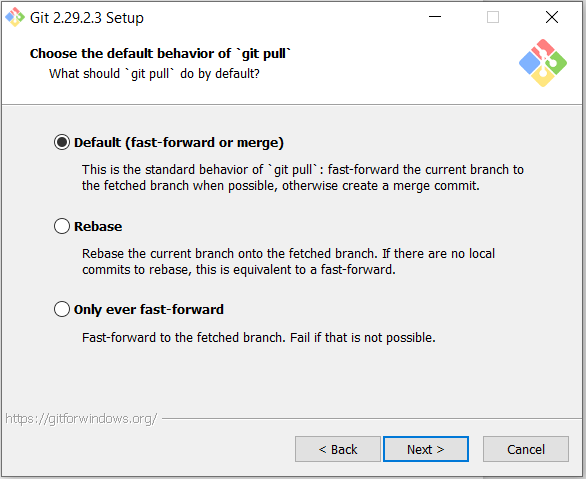 Git 2.29.2.3 Setup
Choose the default behavior of `git pull`
What should `git pull` do by default?
Default (fast-forward or merge)
This is the standard behavior of `git pull`: fast-forward the current branch to
the fetched branch when possible, otherwise create a merge commit.
Rebase
Rebase the current branch onto the fetched branch. If there are no local
commits to rebase, this is equivalent to a fast-forward.
Only ever fast-forward
Fast-forward to the fetched branch. Fail if that is not possible.
https://gitforwindows.org/
< Back
Next >
Cancel